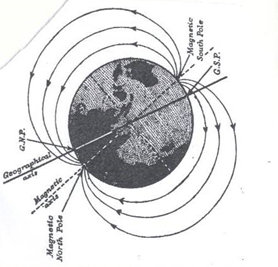 Magnetic
South Pole
G.S.P.
G.N.P.
Geographical
axis
Magnetic
axis
Magnetic
North Pole